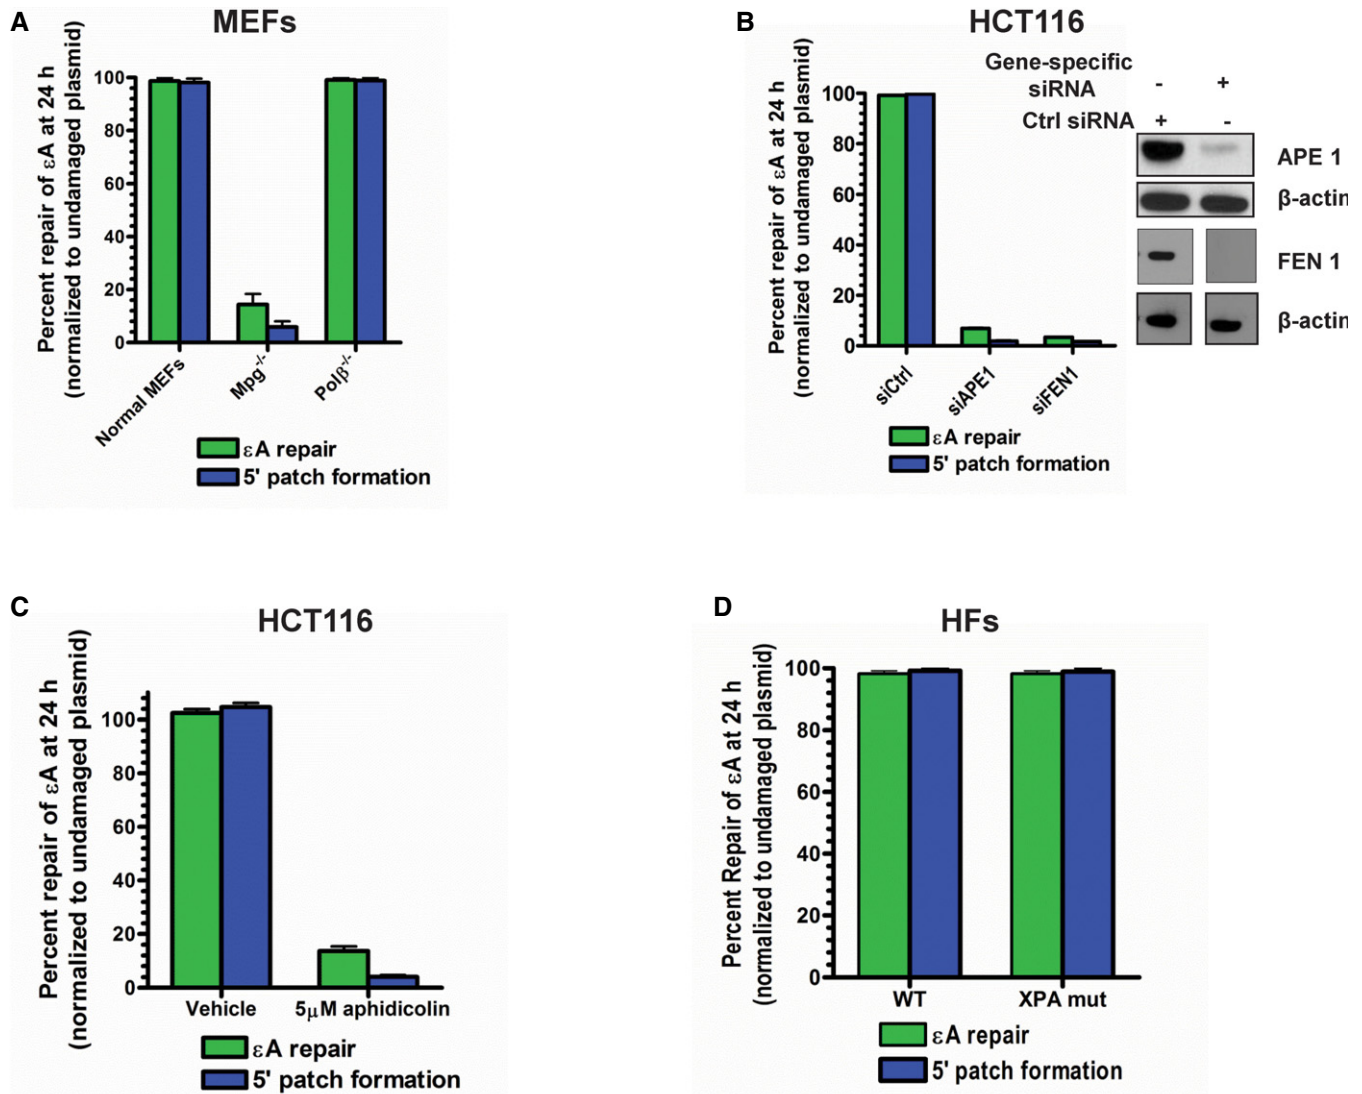 A
MEFs
Percent repair of εA at 24 h
(normalized to undamaged plasmid)
100
80
60
40
20
0
Normal MEFs
Mpg-/-
Polβ-/-
εA repair
5' patch formation
B
HCT116
Percent repair of εA at 24 h
(normalized to undamaged plasmid)
100
80
60
40
20
0
siCtrl
siAPE1
siFEN1
εA repair
5' patch formation
Gene-specific
siRNA
- +
Ctrl siRNA + -
APE 1
β-actin
FEN 1
β-actin
C
HCT116
Percent repair of εA at 24 h
(normalized to undamaged plasmid)
100
80
60
40
20
0
Vehicle
5μM aphidicolin
εA repair
5' patch formation
D
HFs
Percent Repair of εA at 24 h
(normalized to undamaged plasmid)
100
80
60
40
20
0
WT
XPA mut
εA repair
5' patch formation